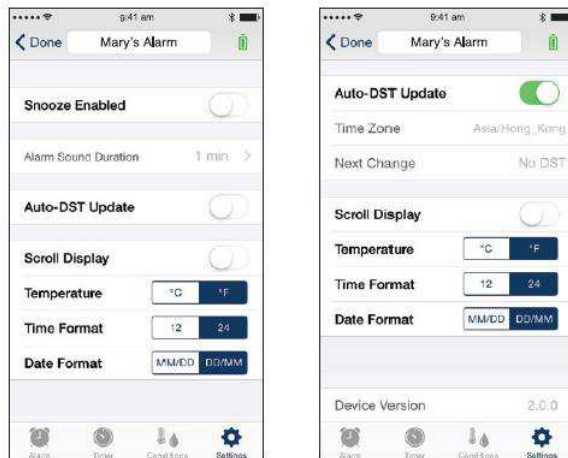 9:41 am
Done Mary's Alarm
Snooze Enabled
Alarm Sound Duration 1 min >
Auto-DST Update
Scroll Display
Temperature °C °F
Time Format 12 24
Date Format MM/DD DD/MM
Alarm Timer Conditions Settings
9:41 am
Done Mary's Alarm
Auto-DST Update
Time Zone Asia/Hong_Kong
Next Change No DST
Scroll Display
Temperature °C °F
Time Format 12 24
Date Format MM/DD DD/MM
Device Version 2.0.0
Alarm Timer Conditions Settings